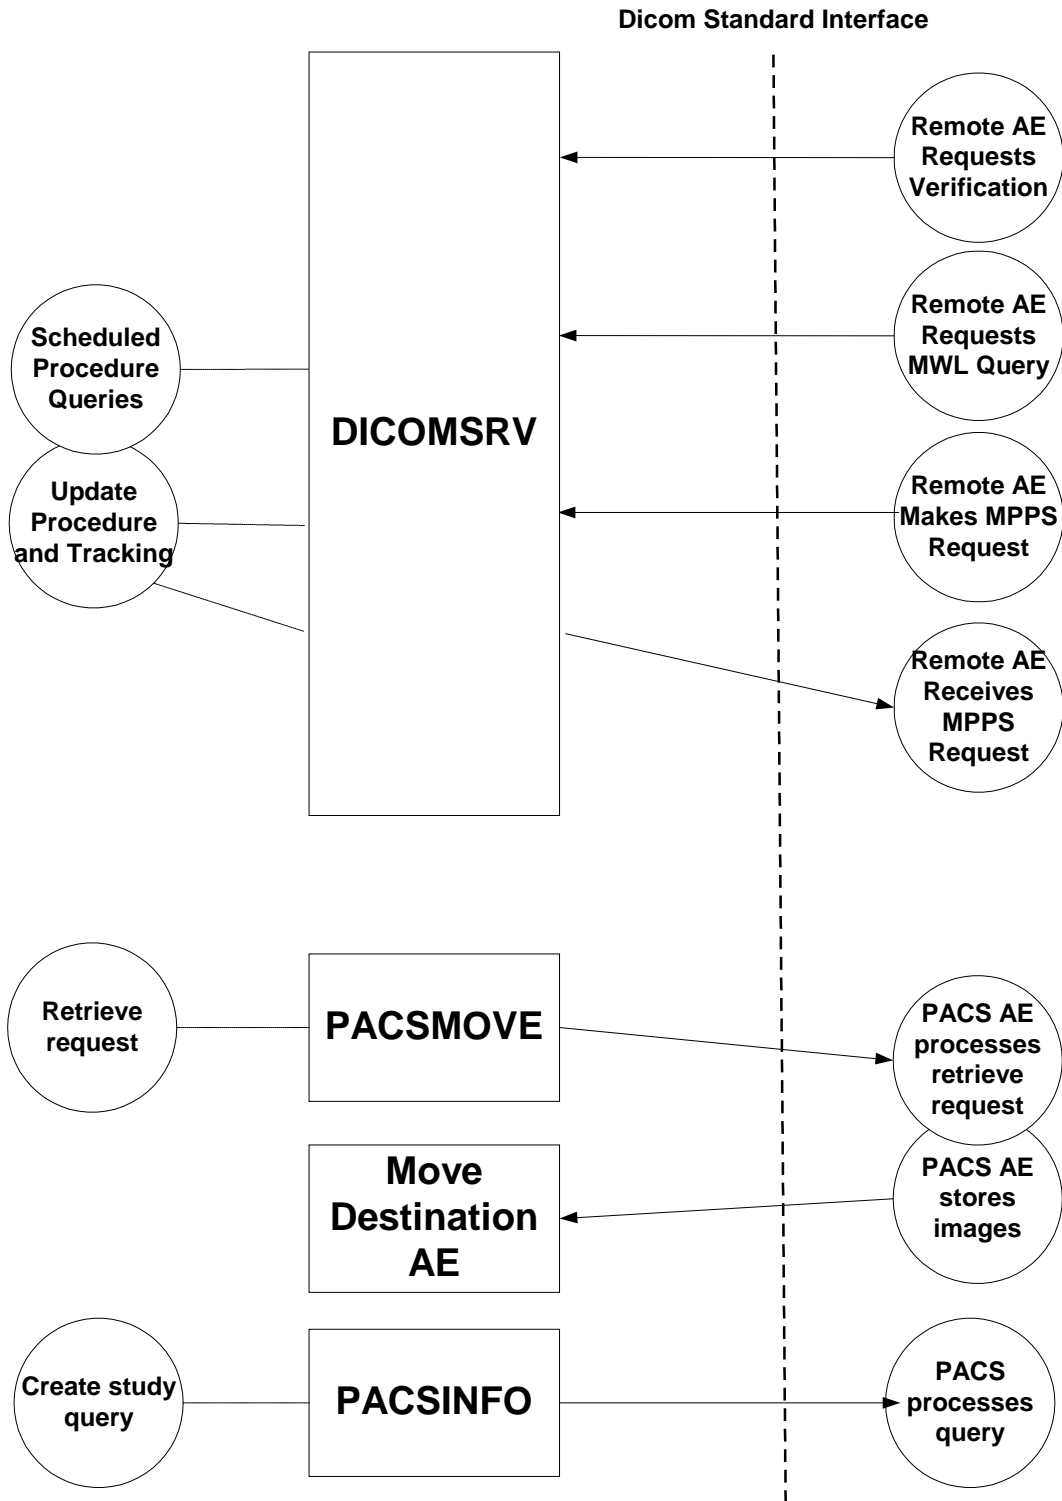 Dicom Standard Interface
Remote AE
Requests
Verification
Remote AE
Requests
MWL Query
Scheduled
Procedure
Queries
DICOMSRV
Update
Procedure
and Tracking
Remote AE
Makes MPPS
Request
Remote AE
Receives
MPPS
Request
Retrieve
request
PACSMOVE
PACS AE
processes
retrieve
request
Move
Destination
AE
PACS AE
stores
images
Create study
query
PACSINFO
PACS
processes
query